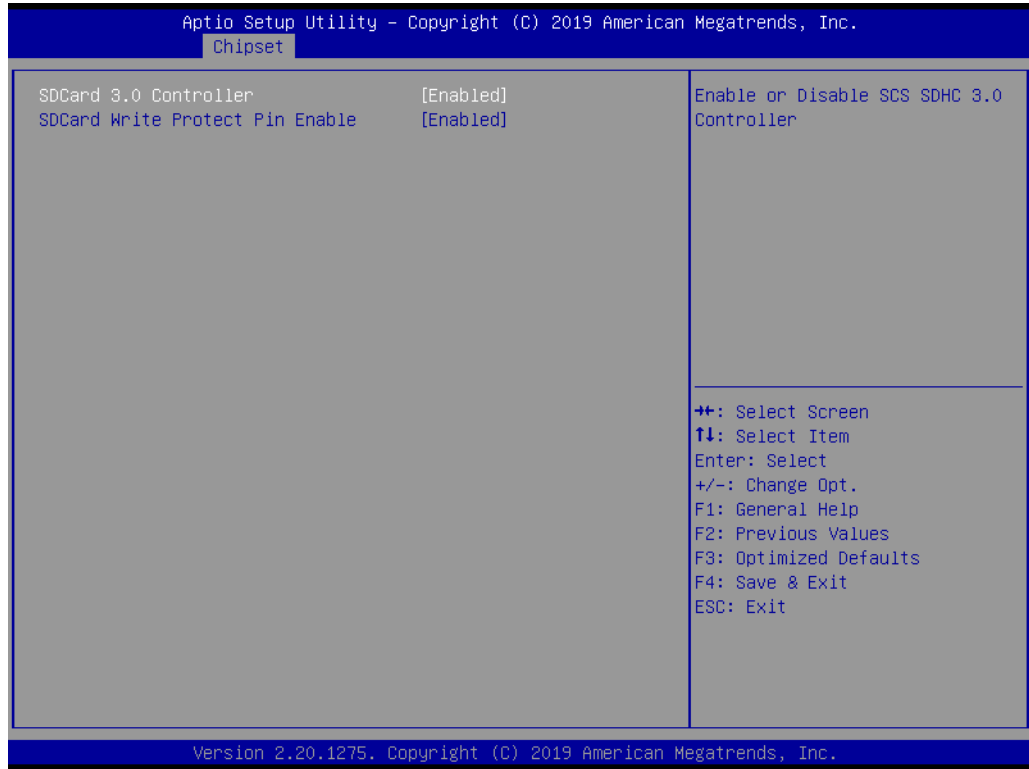 Aptio Setup Utility – Copyright (C) 2019 American Megatrends, Inc.
Chipset
SDCard 3.0 Controller [Enabled]
SDCard Write Protect Pin Enable [Enabled]
Enable or Disable SCS SDHC 3.0
Controller
→←: Select Screen
↑↓: Select Item
Enter: Select
+/-: Change Opt.
F1: General Help
F2: Previous Values
F3: Optimized Defaults
F4: Save & Exit
ESC: Exit
Version 2.20.1275. Copyright (C) 2019 American Megatrends, Inc.